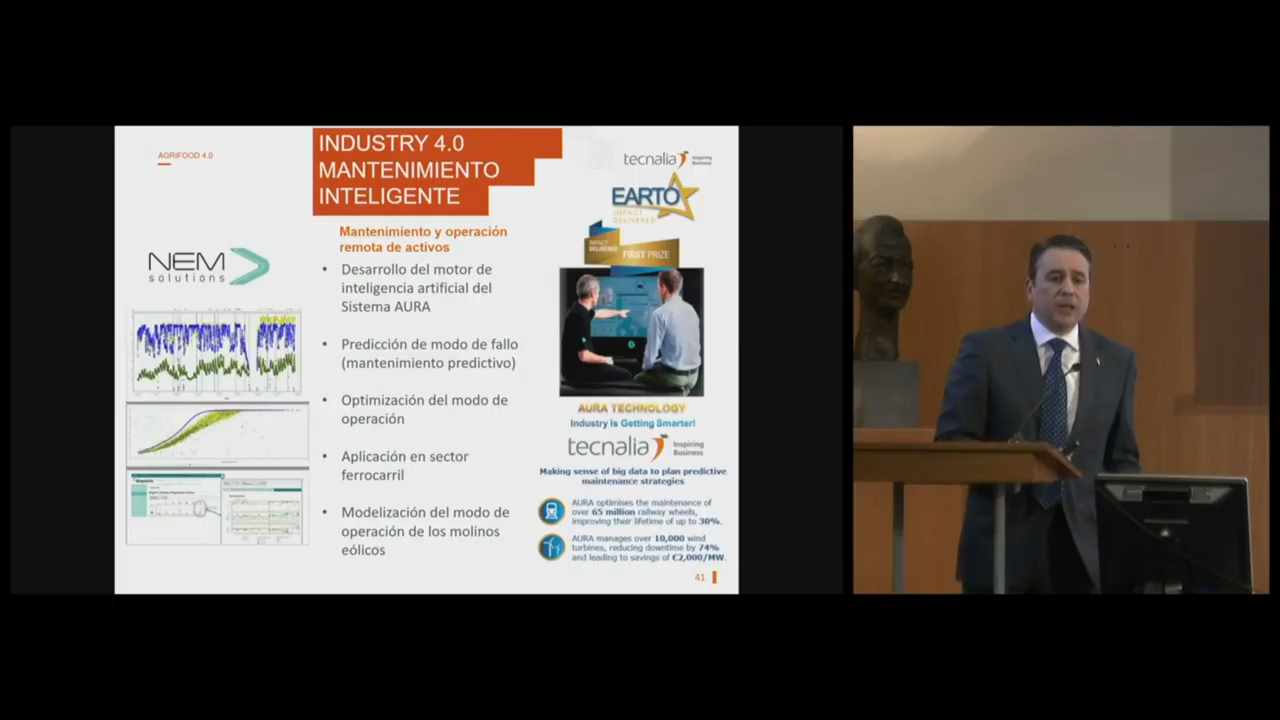 AGRIFOOD 4.0
INDUSTRY 4.0
MANTENIMIENTO
INTELIGENTE
tecnalia Inspiring
Business
EARTO
IMPACT
DELIVERED
IMPACT
DELIVERED
FIRST PRIZE
NEM
solutions
Mantenimiento y operación
remota de activos
• Desarrollo del motor de
inteligencia artificial del
Sistema AURA
• Predicción de modo de fallo
(mantenimiento predictivo)
• Optimización del modo de
operación
• Aplicación en sector
ferrocarril
• Modelización del modo de
operación de los molinos
eólicos
AURA TECHNOLOGY
Industry is Getting Smarter!
tecnalia Inspiring
Business
Making sense of big data to plan predictive
maintenance strategies
AURA optimises the maintenance of
over 65 million railway wheels,
improving their lifetime of up to 30%.
AURA manages over 10,000 wind
turbines, reducing downtime by 74%
and leading to savings of €2,000/MW.
41